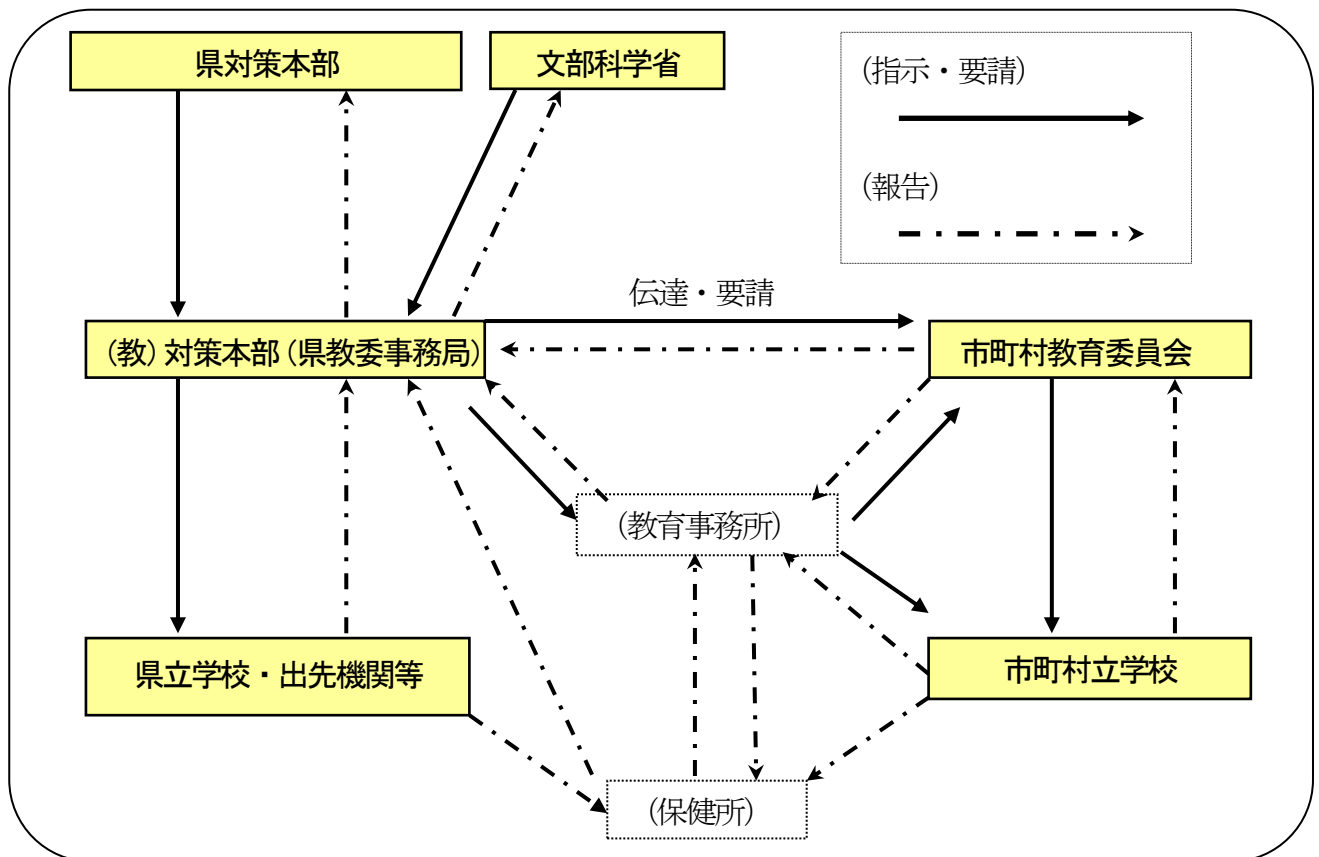 県対策本部
文部科学省
(指示・要請)
(報告)
伝達・要請
(教)対策本部(県教委事務局)
市町村教育委員会
(教育事務所)
県立学校・出先機関等
市町村立学校
(保健所)